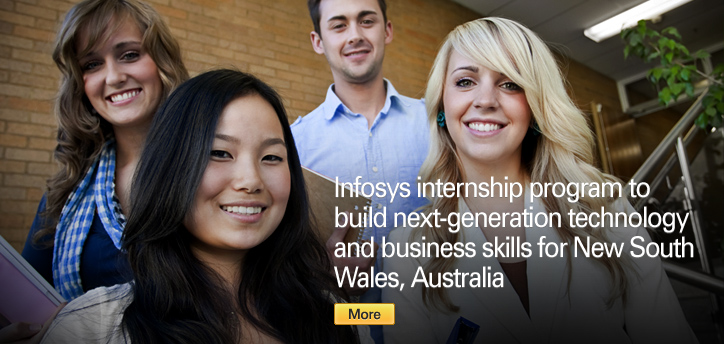 Infosys internship program to
build next-generation technology
and business skills for New South
Wales, Australia
More